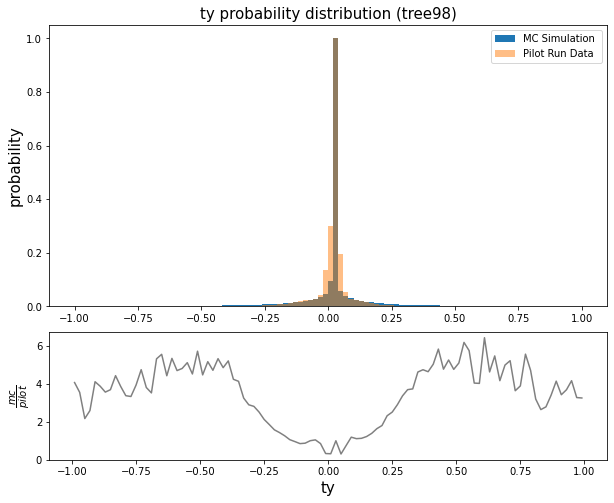 ty probability distribution (tree98)
probability
1.0
0.8
0.6
0.4
0.2
0.0
MC Simulation
Pilot Run Data
−1.00 −0.75 −0.50 −0.25 0.00 0.25 0.50 0.75 1.00
mc
pilot
6
4
2
0
−1.00 −0.75 −0.50 −0.25 0.00 0.25 0.50 0.75 1.00
ty